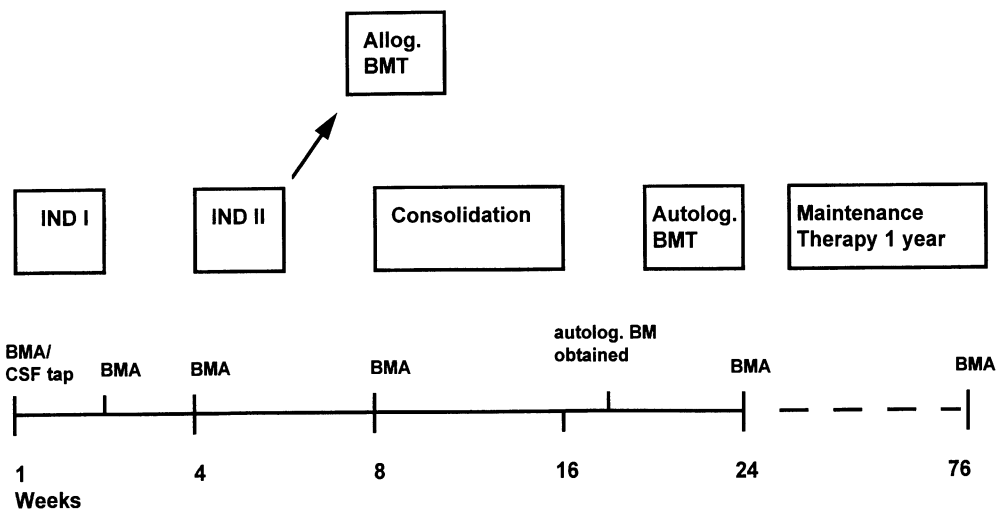 Allog.
BMT
IND I
IND II
Consolidation
Autolog.
BMT
Maintenance
Therapy 1 year
BMA/
CSF tap
BMA
BMA
BMA
autolog. BM
obtained
BMA
BMA
1
4
8
16
24
76
Weeks